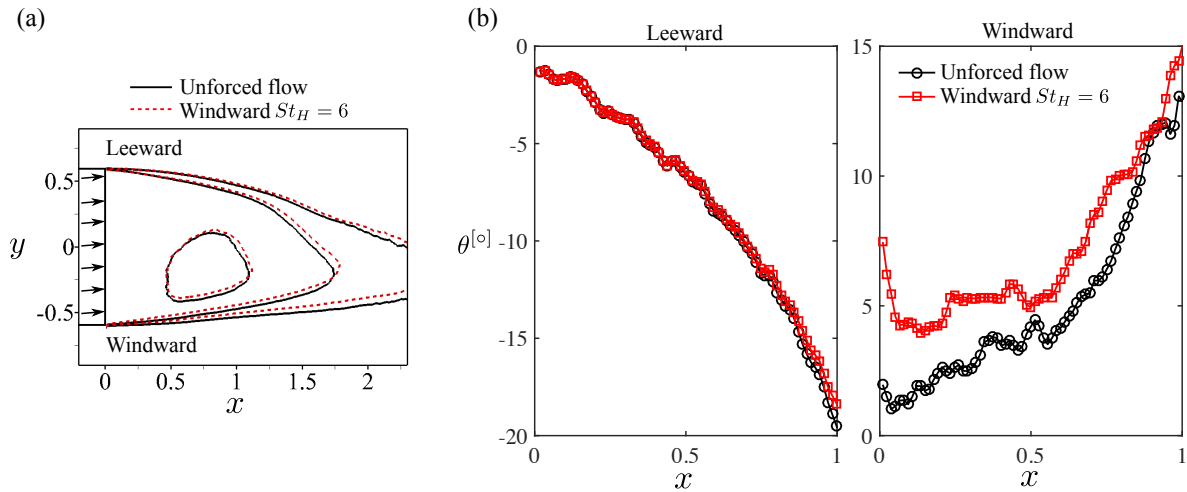 (a)
Unforced flow
Windward St_H = 6
Leeward
0.5
y
0
-0.5
Windward
0 0.5 1 1.5 2
x
(b)
Leeward
0
-5
θ[°]
-10
-15
-20
0 0.5 1
x
Windward
Unforced flow
Windward St_H = 6
15
10
5
0
0 0.5 1
x